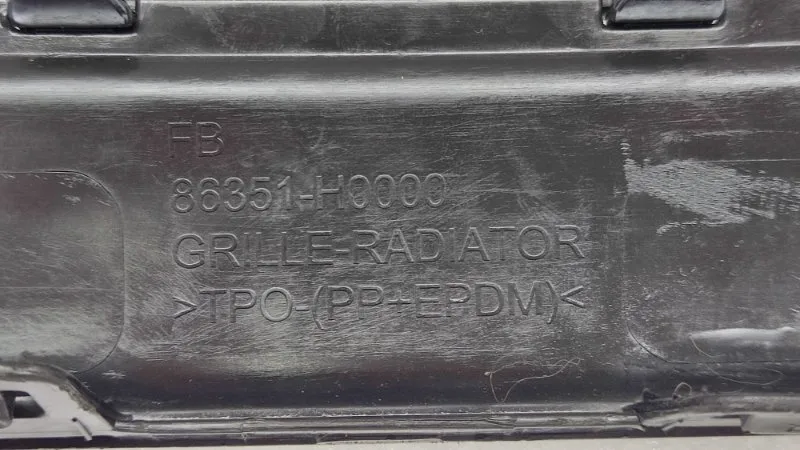 FB
86351-H0000
GRILLE-RADIATOR
>TPO-(PP+EPDM)<